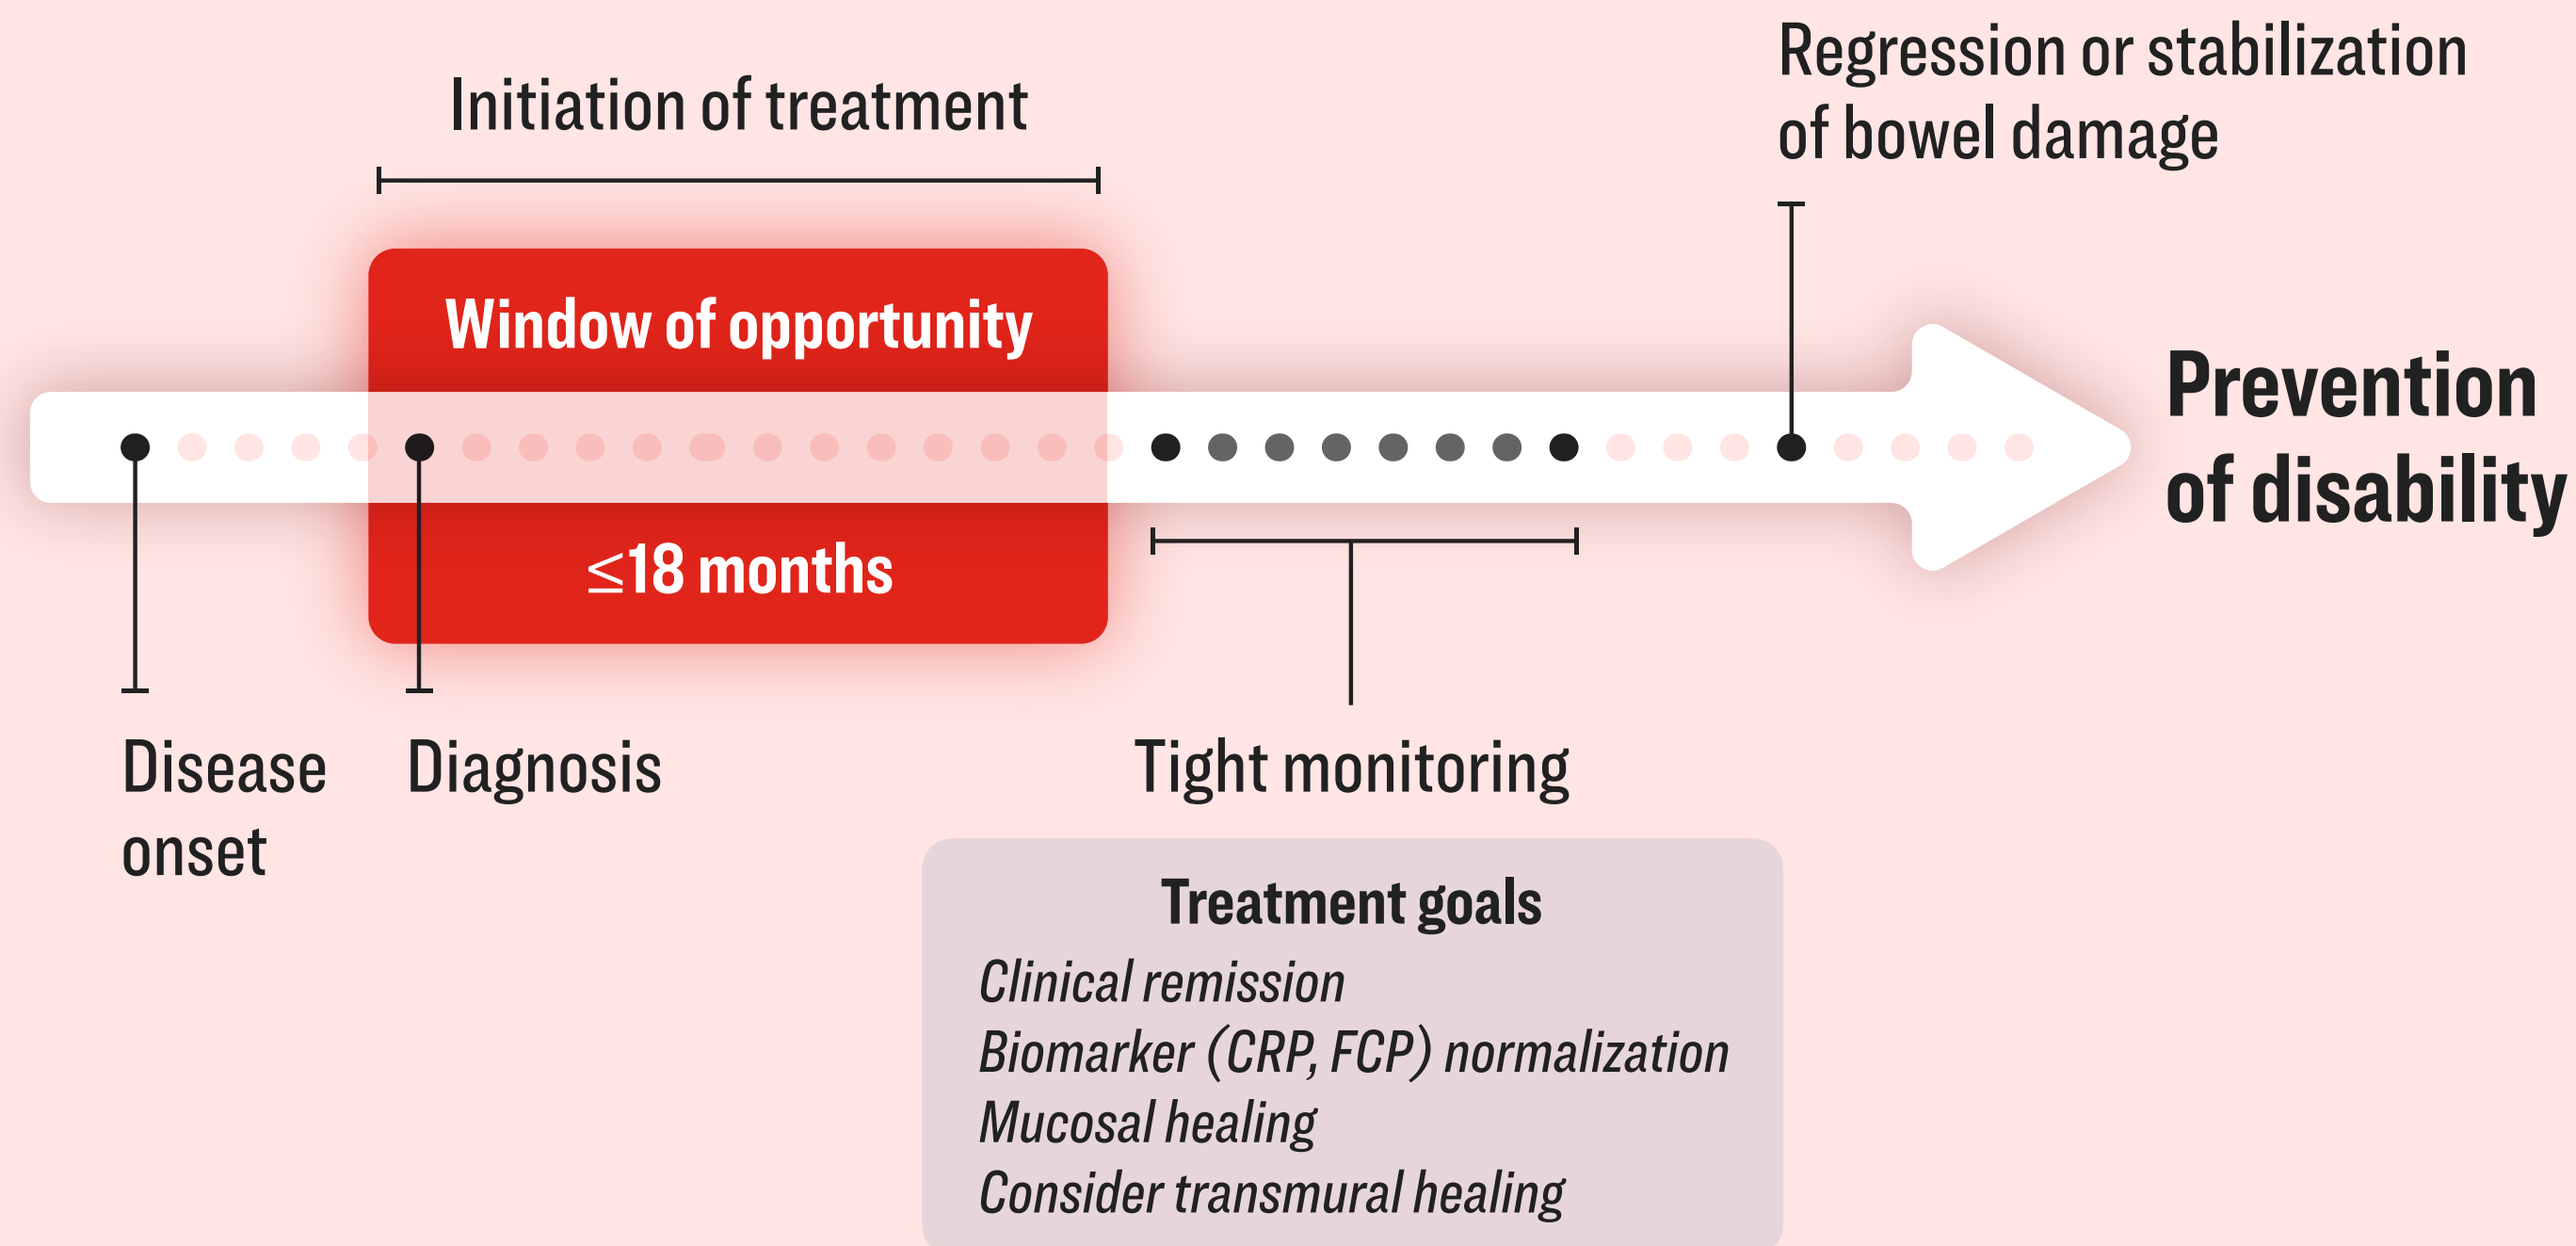 Initiation of treatment
Regression or stabilization
of bowel damage
Window of opportunity
≤18 months
Prevention
of disability
Disease
onset
Diagnosis
Tight monitoring
Treatment goals
Clinical remission
Biomarker (CRP, FCP) normalization
Mucosal healing
Consider transmural healing